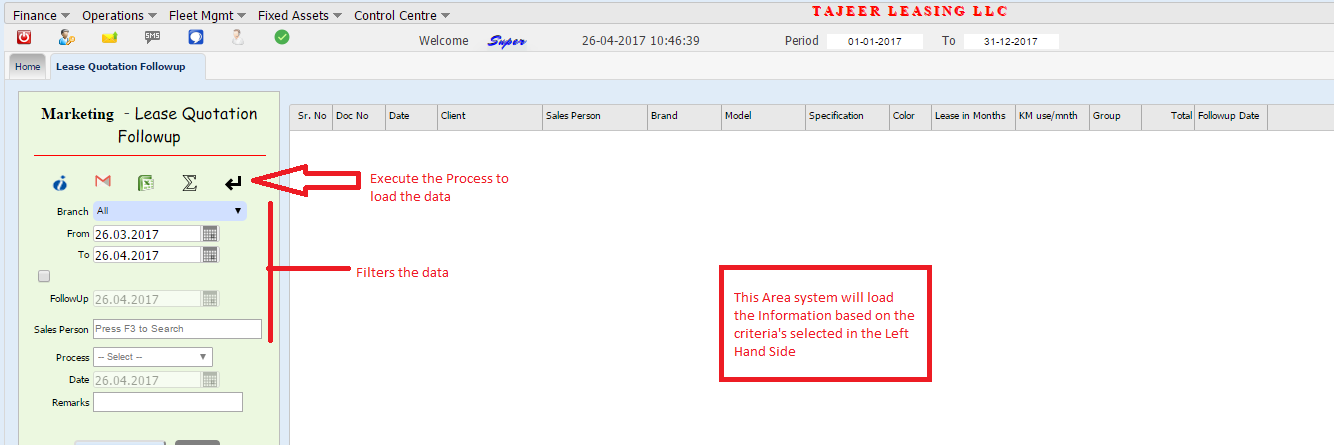 Finance Operations Fleet Mgmt Fixed Assets Control Centre
TAJEER LEASING LLC
SMS
Welcome Super 26-04-2017 10:46:39 Period 01-01-2017 To 31-12-2017
Home Lease Quotation Followup
Marketing - Lease Quotation
Followup
Sr. No Doc No Date Client Sales Person Brand Model Specification Color Lease in Months KM use/mnth Group Total Followup Date
Execute the Process to
load the data
Branch All
From 26.03.2017
To 26.04.2017
Filters the data
FollowUp 26.04.2017
Sales Person Press F3 to Search
Process -- Select --
Date 26.04.2017
Remarks
This Area system will load
the Information based on the
criteria's selected in the Left
Hand Side